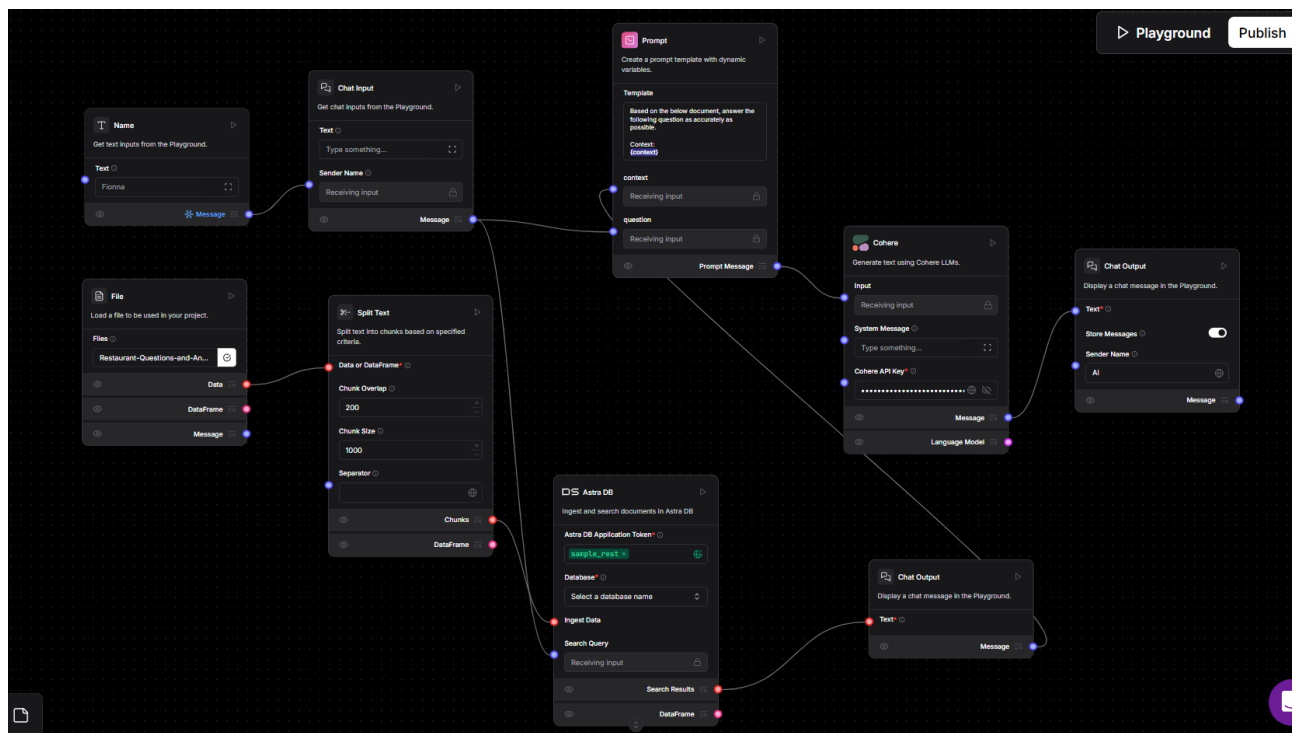 Playground
Publish
Name
Get text inputs from the Playground.
Text
Fionna
Message
Chat Input
Get chat inputs from the Playground.
Text
Type something...
Sender Name
Receiving input
Message
Prompt
Create a prompt template with dynamic
variables.
Template
Based on the below document, answer the
following question as accurately as
possible.
Context:
{context}
context
Receiving input
question
Receiving input
Prompt Message
File
Load a file to be used in your project.
Files
Restaurant-Questions-and-An...
Data
DataFrame
Message
Split Text
Split text into chunks based on specified
criteria.
Data or DataFrame*
Chunk Overlap
200
Chunk Size
1000
Separator
Chunks
DataFrame
Cohere
Generate text using Cohere LLMs.
Input
Receiving input
System Message
Type something...
Cohere API Key*
Message
Language Model
Chat Output
Display a chat message in the Playground.
Text*
Store Messages
Sender Name
AI
Message
DS Astra DB
Ingest and search documents in Astra DB
Astra DB Application Token*
sample_rest ×
Database*
Select a database name
Ingest Data
Search Query
Receiving input
Search Results
DataFrame
Chat Output
Display a chat message in the Playground.
Text*
Message